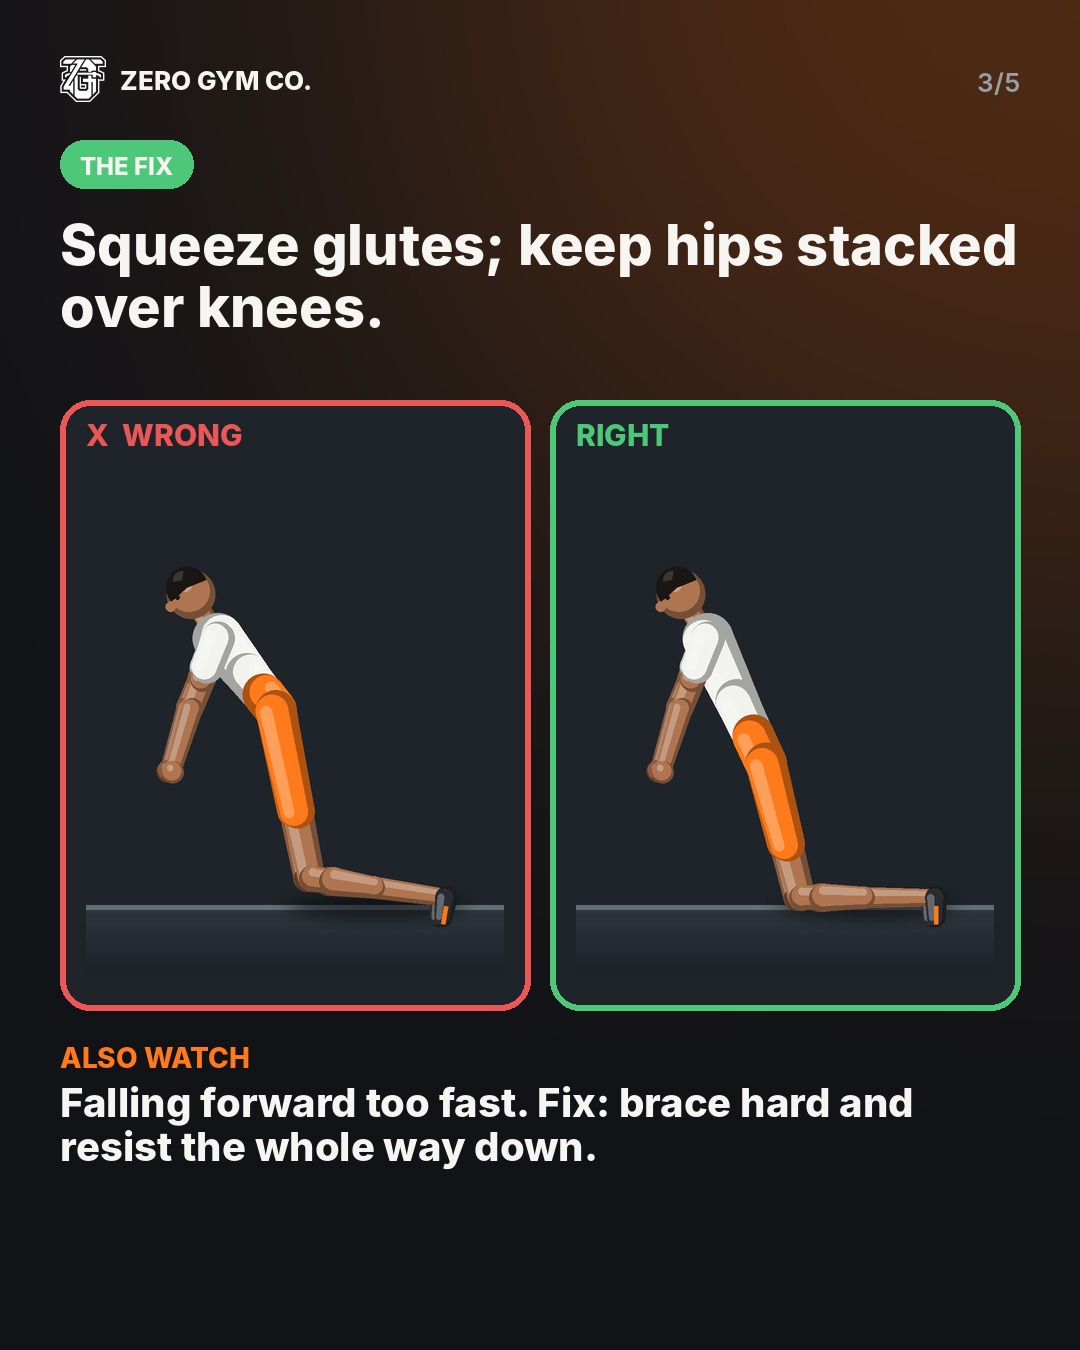 ZERO GYM CO.
3/5
THE FIX
Squeeze glutes; keep hips stacked
over knees.
X WRONG
RIGHT
ALSO WATCH
Falling forward too fast. Fix: brace hard and
resist the whole way down.